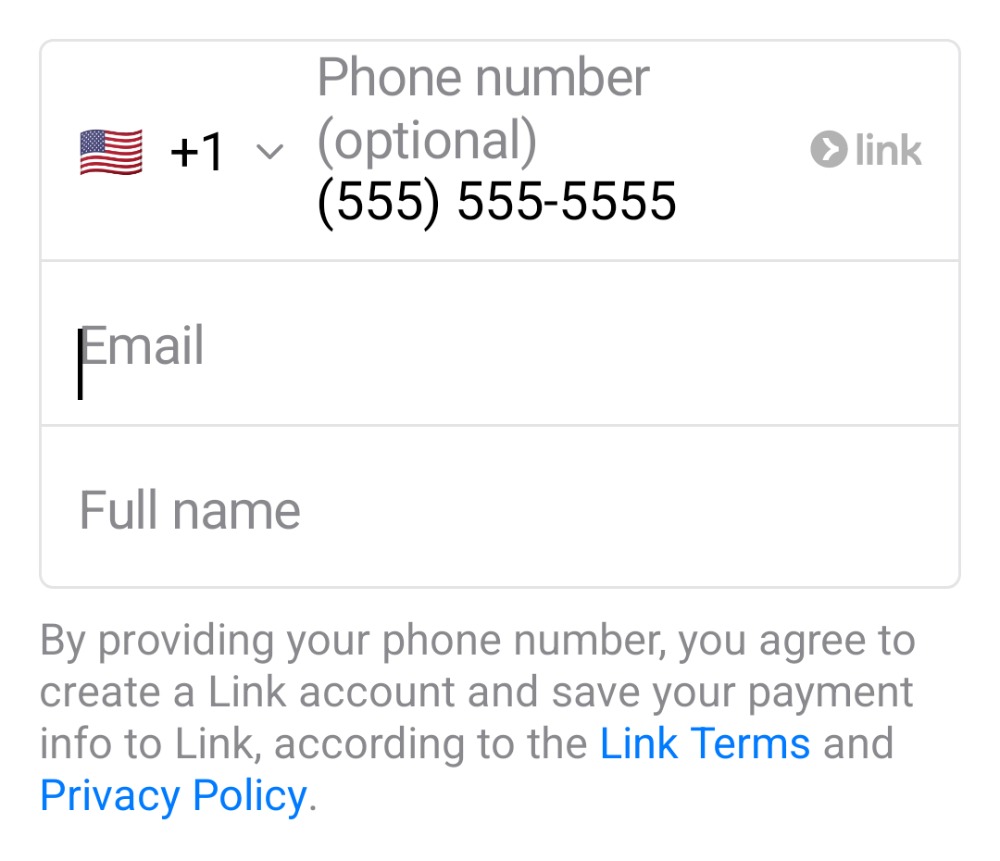 Phone number
(optional)
+1
(555) 555-5555
link
Email
Full name
By providing your phone number, you agree to
create a Link account and save your payment
info to Link, according to the Link Terms and
Privacy Policy.